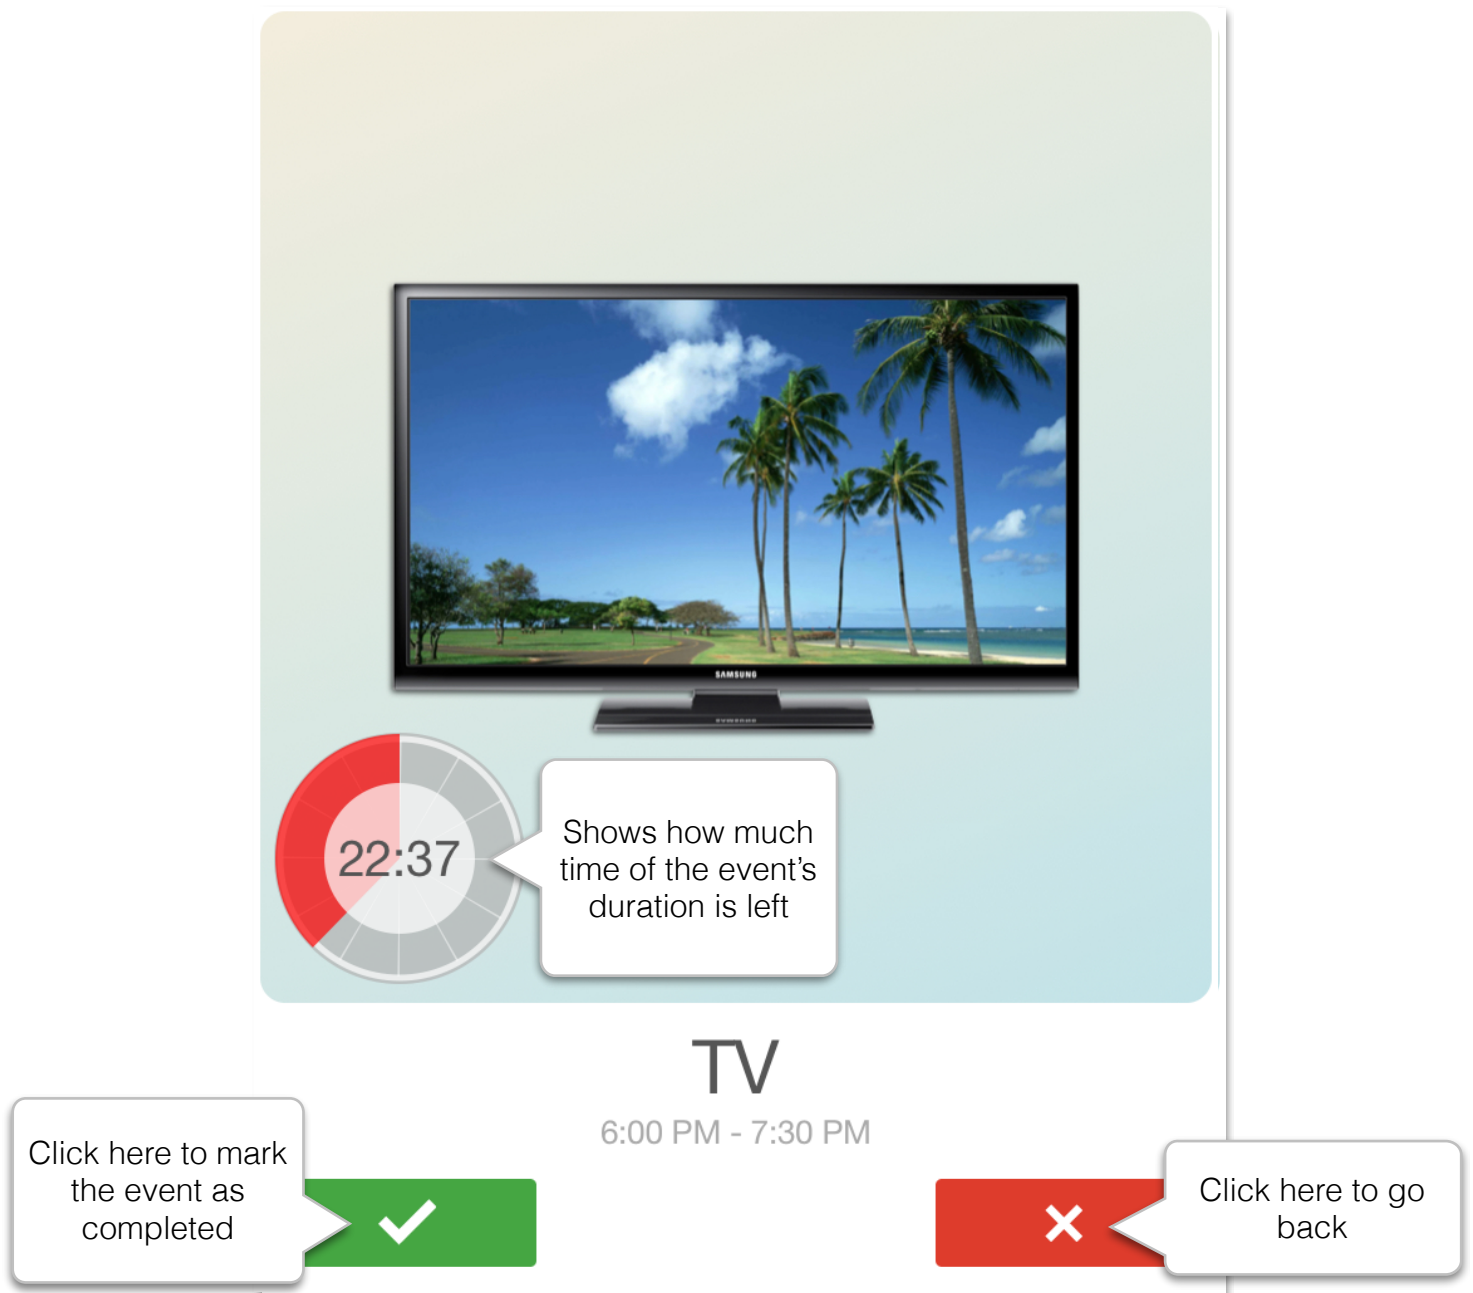 SAMSUNG
22:37
Shows how much
time of the event’s
duration is left
TV
6:00 PM - 7:30 PM
Click here to mark
the event as
completed
Click here to go
back